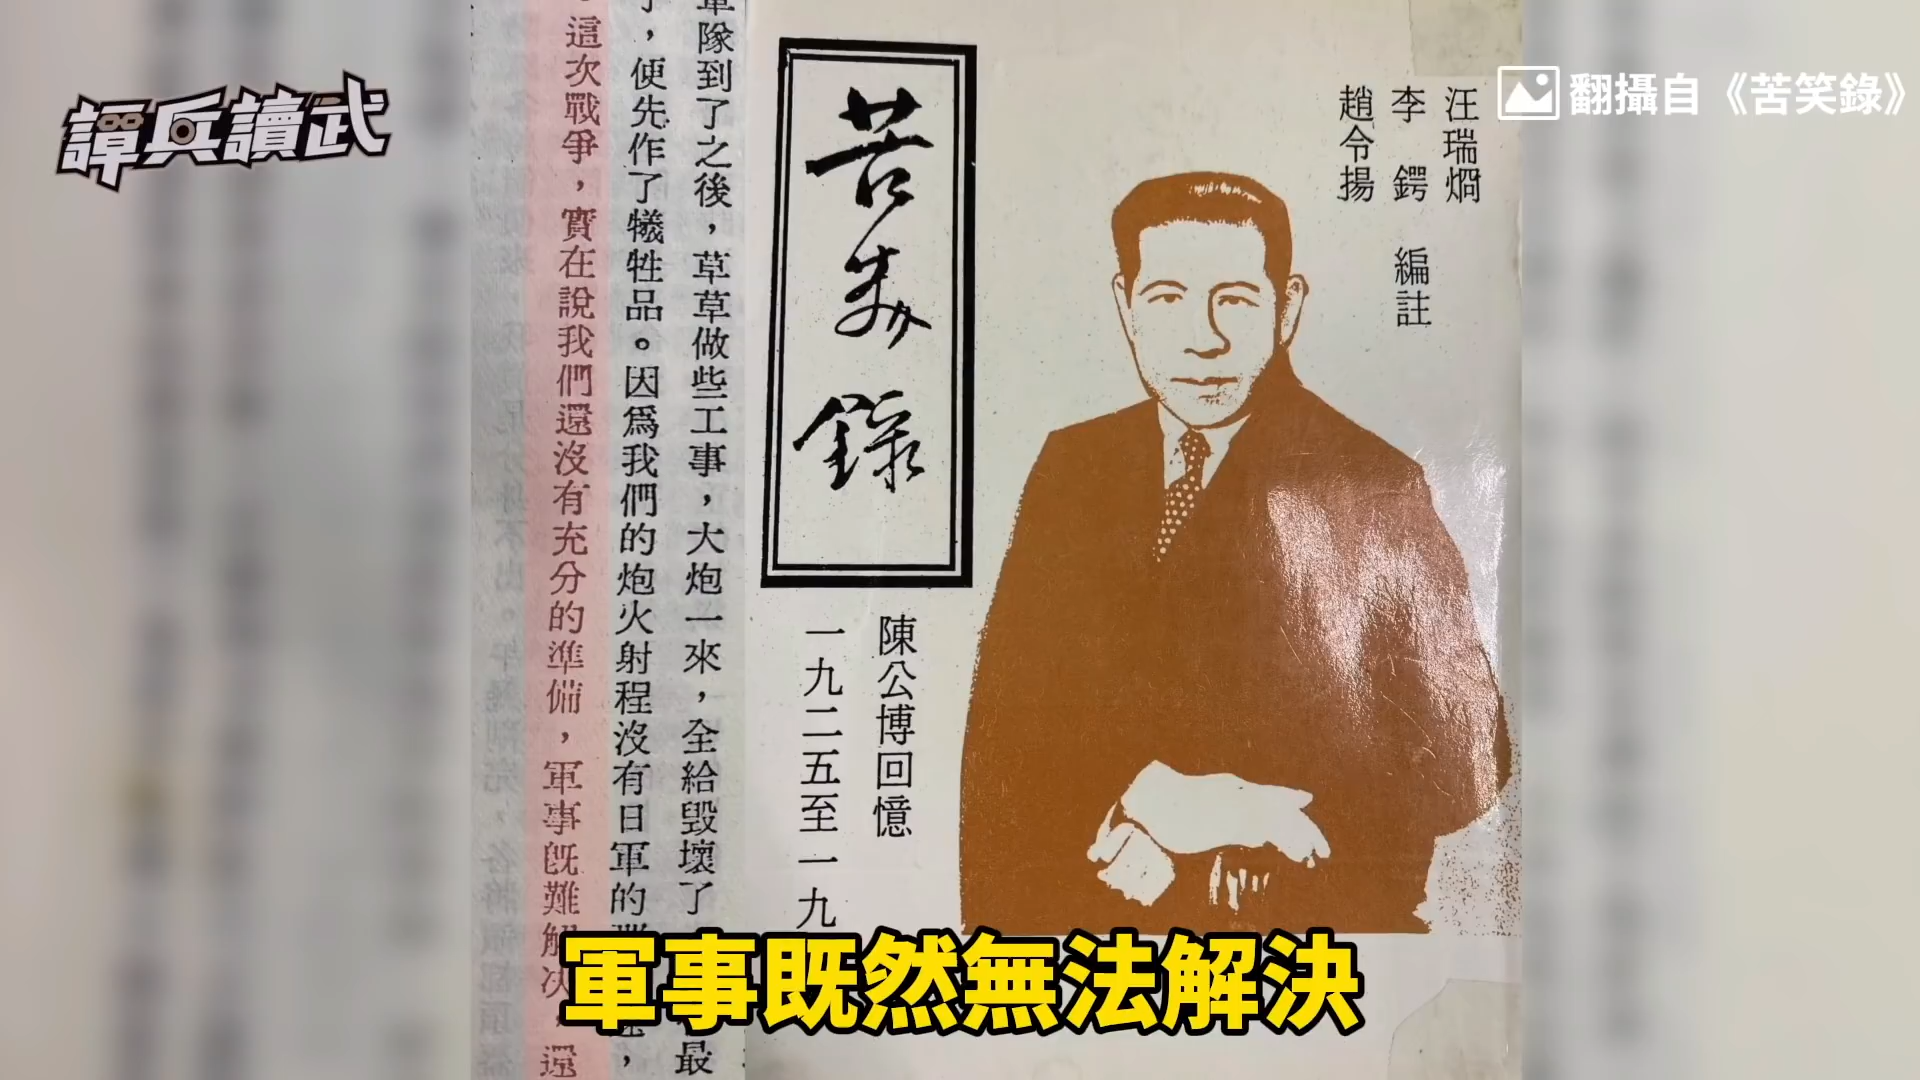 譚兵讀武
翻攝自《苦笑錄》
軍隊到了之後，草草做些工事，大炮一來，全給毀壞了
，便先作了犧牲品。因爲我們的炮火射程沒有日軍的
。這次戰爭，實在說我們還沒有充分的準備，軍事旣難解决，還
汪瑞烱
李鍔 編註
趙令揚
苦笑錄
陳公博回憶
一九二五至一九
軍事既然無法解決